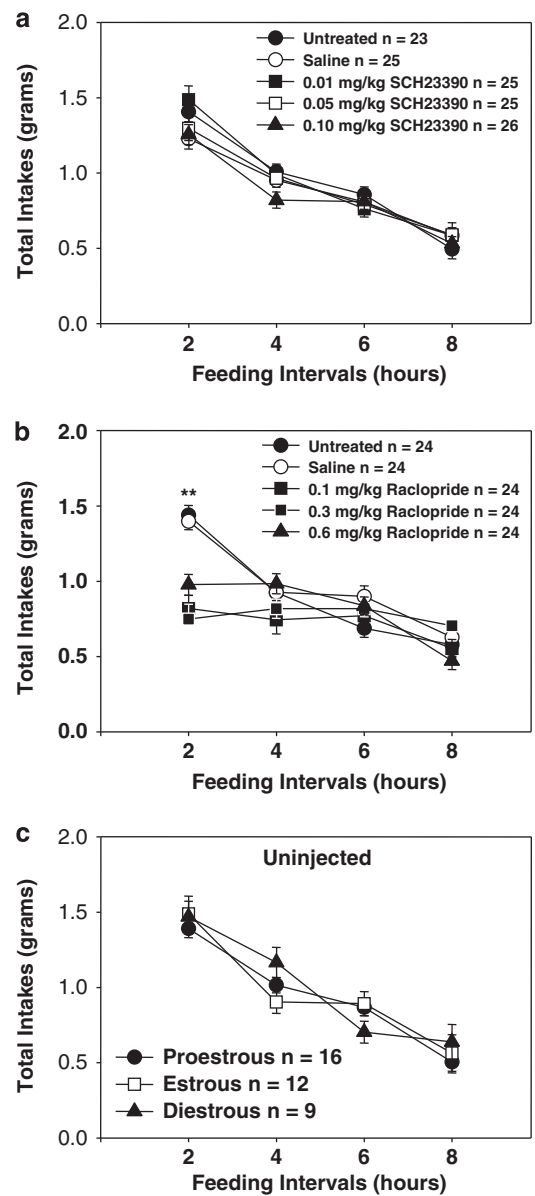 a
2.0
1.5
1.0
0.5
0.0
Total Intakes (grams)
Untreated n = 23
Saline n = 25
0.01 mg/kg SCH23390 n = 25
0.05 mg/kg SCH23390 n = 25
0.10 mg/kg SCH23390 n = 26
2 4 6 8
Feeding Intervals (hours)
b
2.0
1.5
1.0
0.5
0.0
Total Intakes (grams)
Untreated n = 24
Saline n = 24
0.1 mg/kg Raclopride n = 24
0.3 mg/kg Raclopride n = 24
0.6 mg/kg Raclopride n = 24
**
2 4 6 8
Feeding Intervals (hours)
c
2.0
1.5
1.0
0.5
0.0
Total Intakes (grams)
Uninjected
Proestrous n = 16
Estrous n = 12
Diestrous n = 9
2 4 6 8
Feeding Intervals (hours)